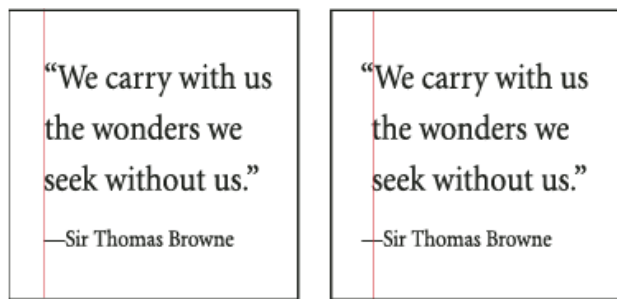 “We carry with us
the wonders we
seek without us.”
—Sir Thomas Browne
“We carry with us
the wonders we
seek without us.”
—Sir Thomas Browne